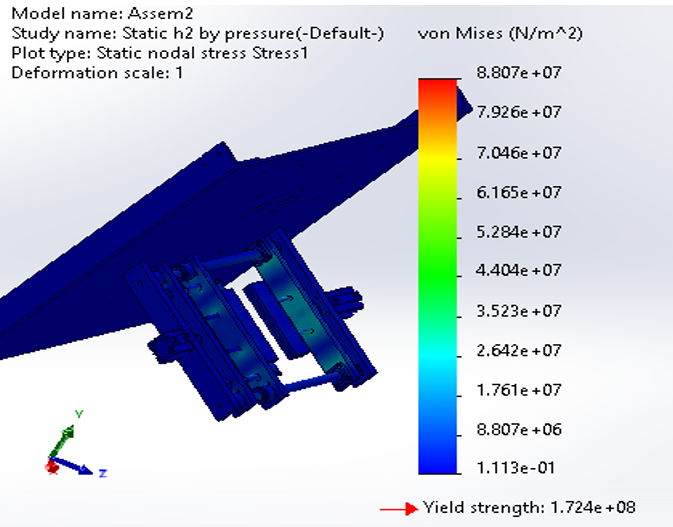 Model name: Assem2
Study name: Static h2 by pressure(-Default-)
Plot type: Static nodal stress Stress1
Deformation scale: 1
von Mises (N/m^2)
8.807e+07
7.926e+07
7.046e+07
6.165e+07
5.284e+07
4.404e+07
3.523e+07
2.642e+07
1.761e+07
8.807e+06
1.113e-01
Yield strength: 1.724e+08
Y
Z